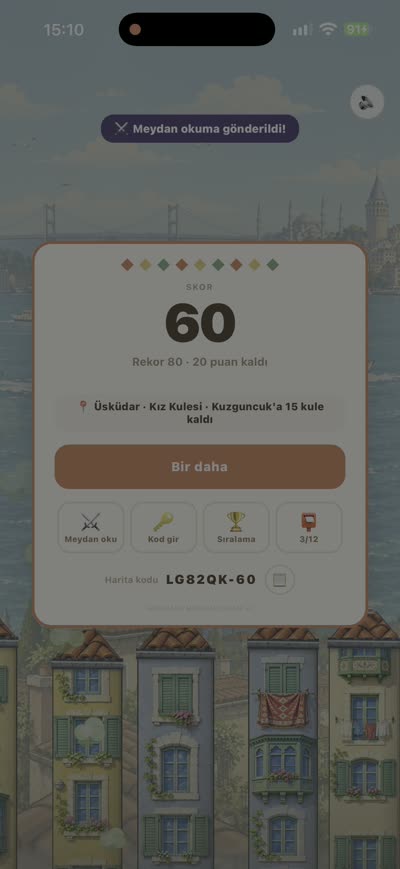 15:10
91
Meydan okuma gönderildi!
SKOR
60
Rekor 80 · 20 puan kaldı
Üsküdar · Kız Kulesi · Kuzguncuk'a 15 kule
kaldı
Bir daha
Meydan oku
Kod gir
Sıralama
3/12
Harita kodu LG82QK-60